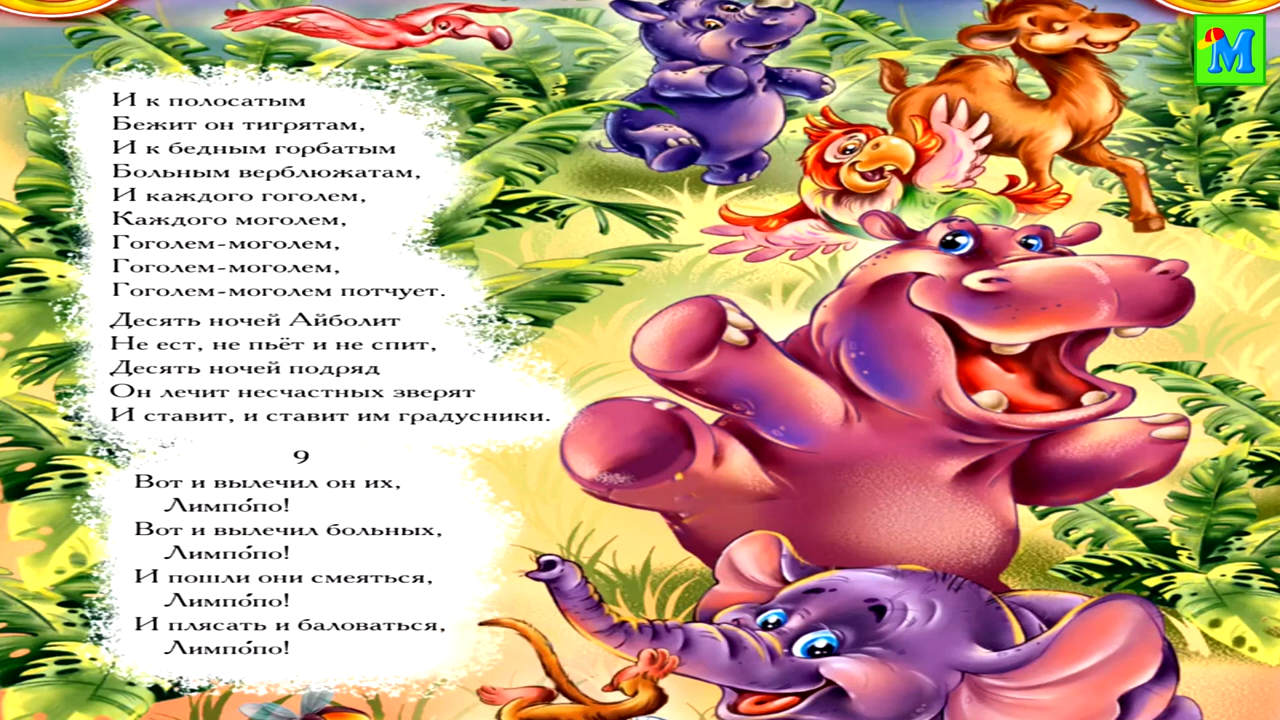 И к полосатым
Бежит он тигрятам,
И к бедным горбатым
Больным верблюжатам,
И каждого гоголем,
Каждого моголем,
Гоголем-моголем,
Гоголем-моголем,
Гоголем-моголем потчует.
Десять ночей Айболит
Не ест, не пьёт и не спит,
Десять ночей подряд
Он лечит несчастных зверят
И ставит, и ставит им градусники.
9
Вот и вылечил он их,
Лимпо́по!
Вот и вылечил больных,
Лимпо́по!
И пошли они смеяться,
Лимпо́по!
И плясать и баловаться,
Лимпо́по!
М